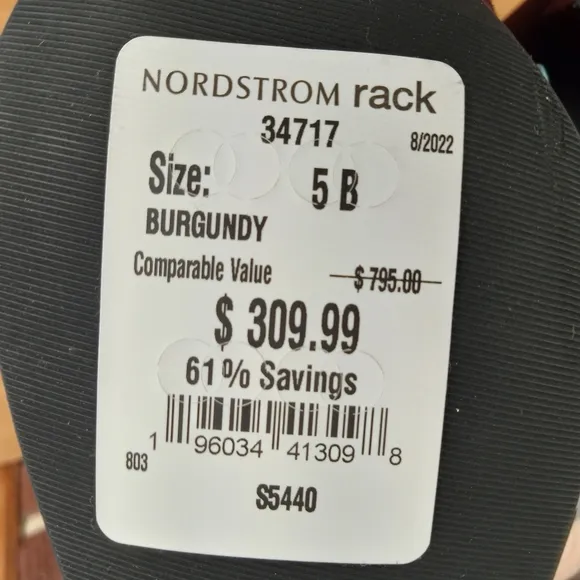 NORDSTROM rack
34717 8/2022
Size: 5 B
BURGUNDY
Comparable Value $795.00
$ 309.99
61% Savings
1 96034 41309 8
803
S5440